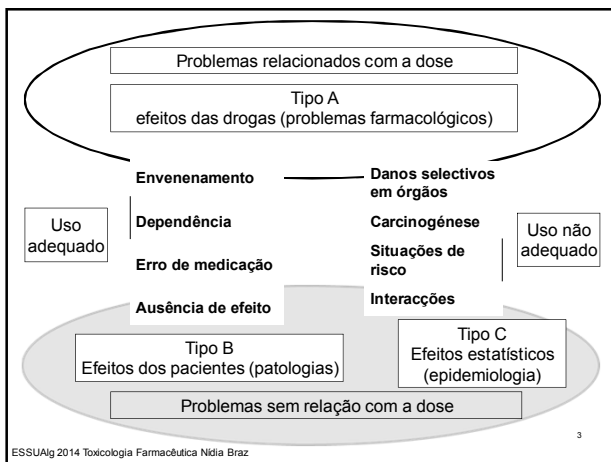 Problemas relacionados com a dose
Tipo A
efeitos das drogas (problemas farmacológicos)
Envenenamento
Danos selectivos
em órgãos
Uso
adequado
Dependência
Carcinogénese
Uso não
adequado
Erro de medicação
Situações de
risco
Ausência de efeito
Interacções
Tipo B
Efeitos dos pacientes (patologias)
Tipo C
Efeitos estatísticos
(epidemiologia)
Problemas sem relação com a dose
3
ESSUAlg 2014 Toxicologia Farmacêutica Nídia Braz